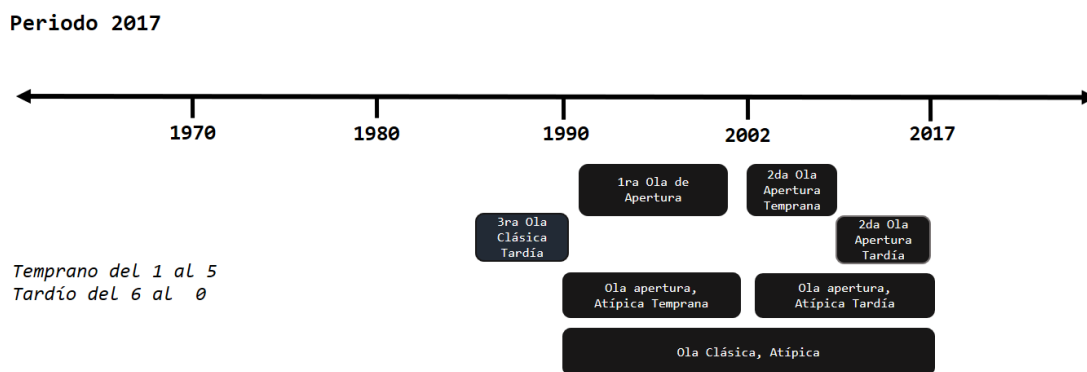 Periodo 2017
1970
1980
1990
2002
2017
1ra Ola de
Apertura
2da Ola
Apertura
Temprana
3ra Ola
Clásica
Tardía
2da Ola
Apertura
Tardía
Temprano del 1 al 5
Tardío del 6 al  0
Ola apertura,
Atípica Temprana
Ola apertura,
Atípica Tardía
Ola Clásica, Atípica